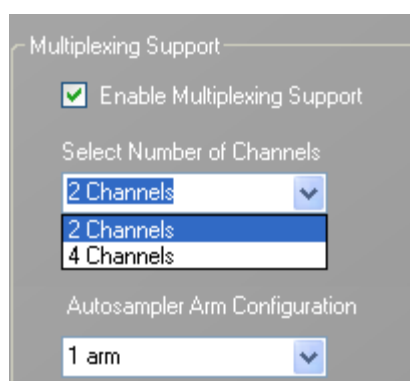 Multiplexing Support
Enable Multiplexing Support
Select Number of Channels
2 Channels
2 Channels
4 Channels
Autosampler Arm Configuration
1 arm